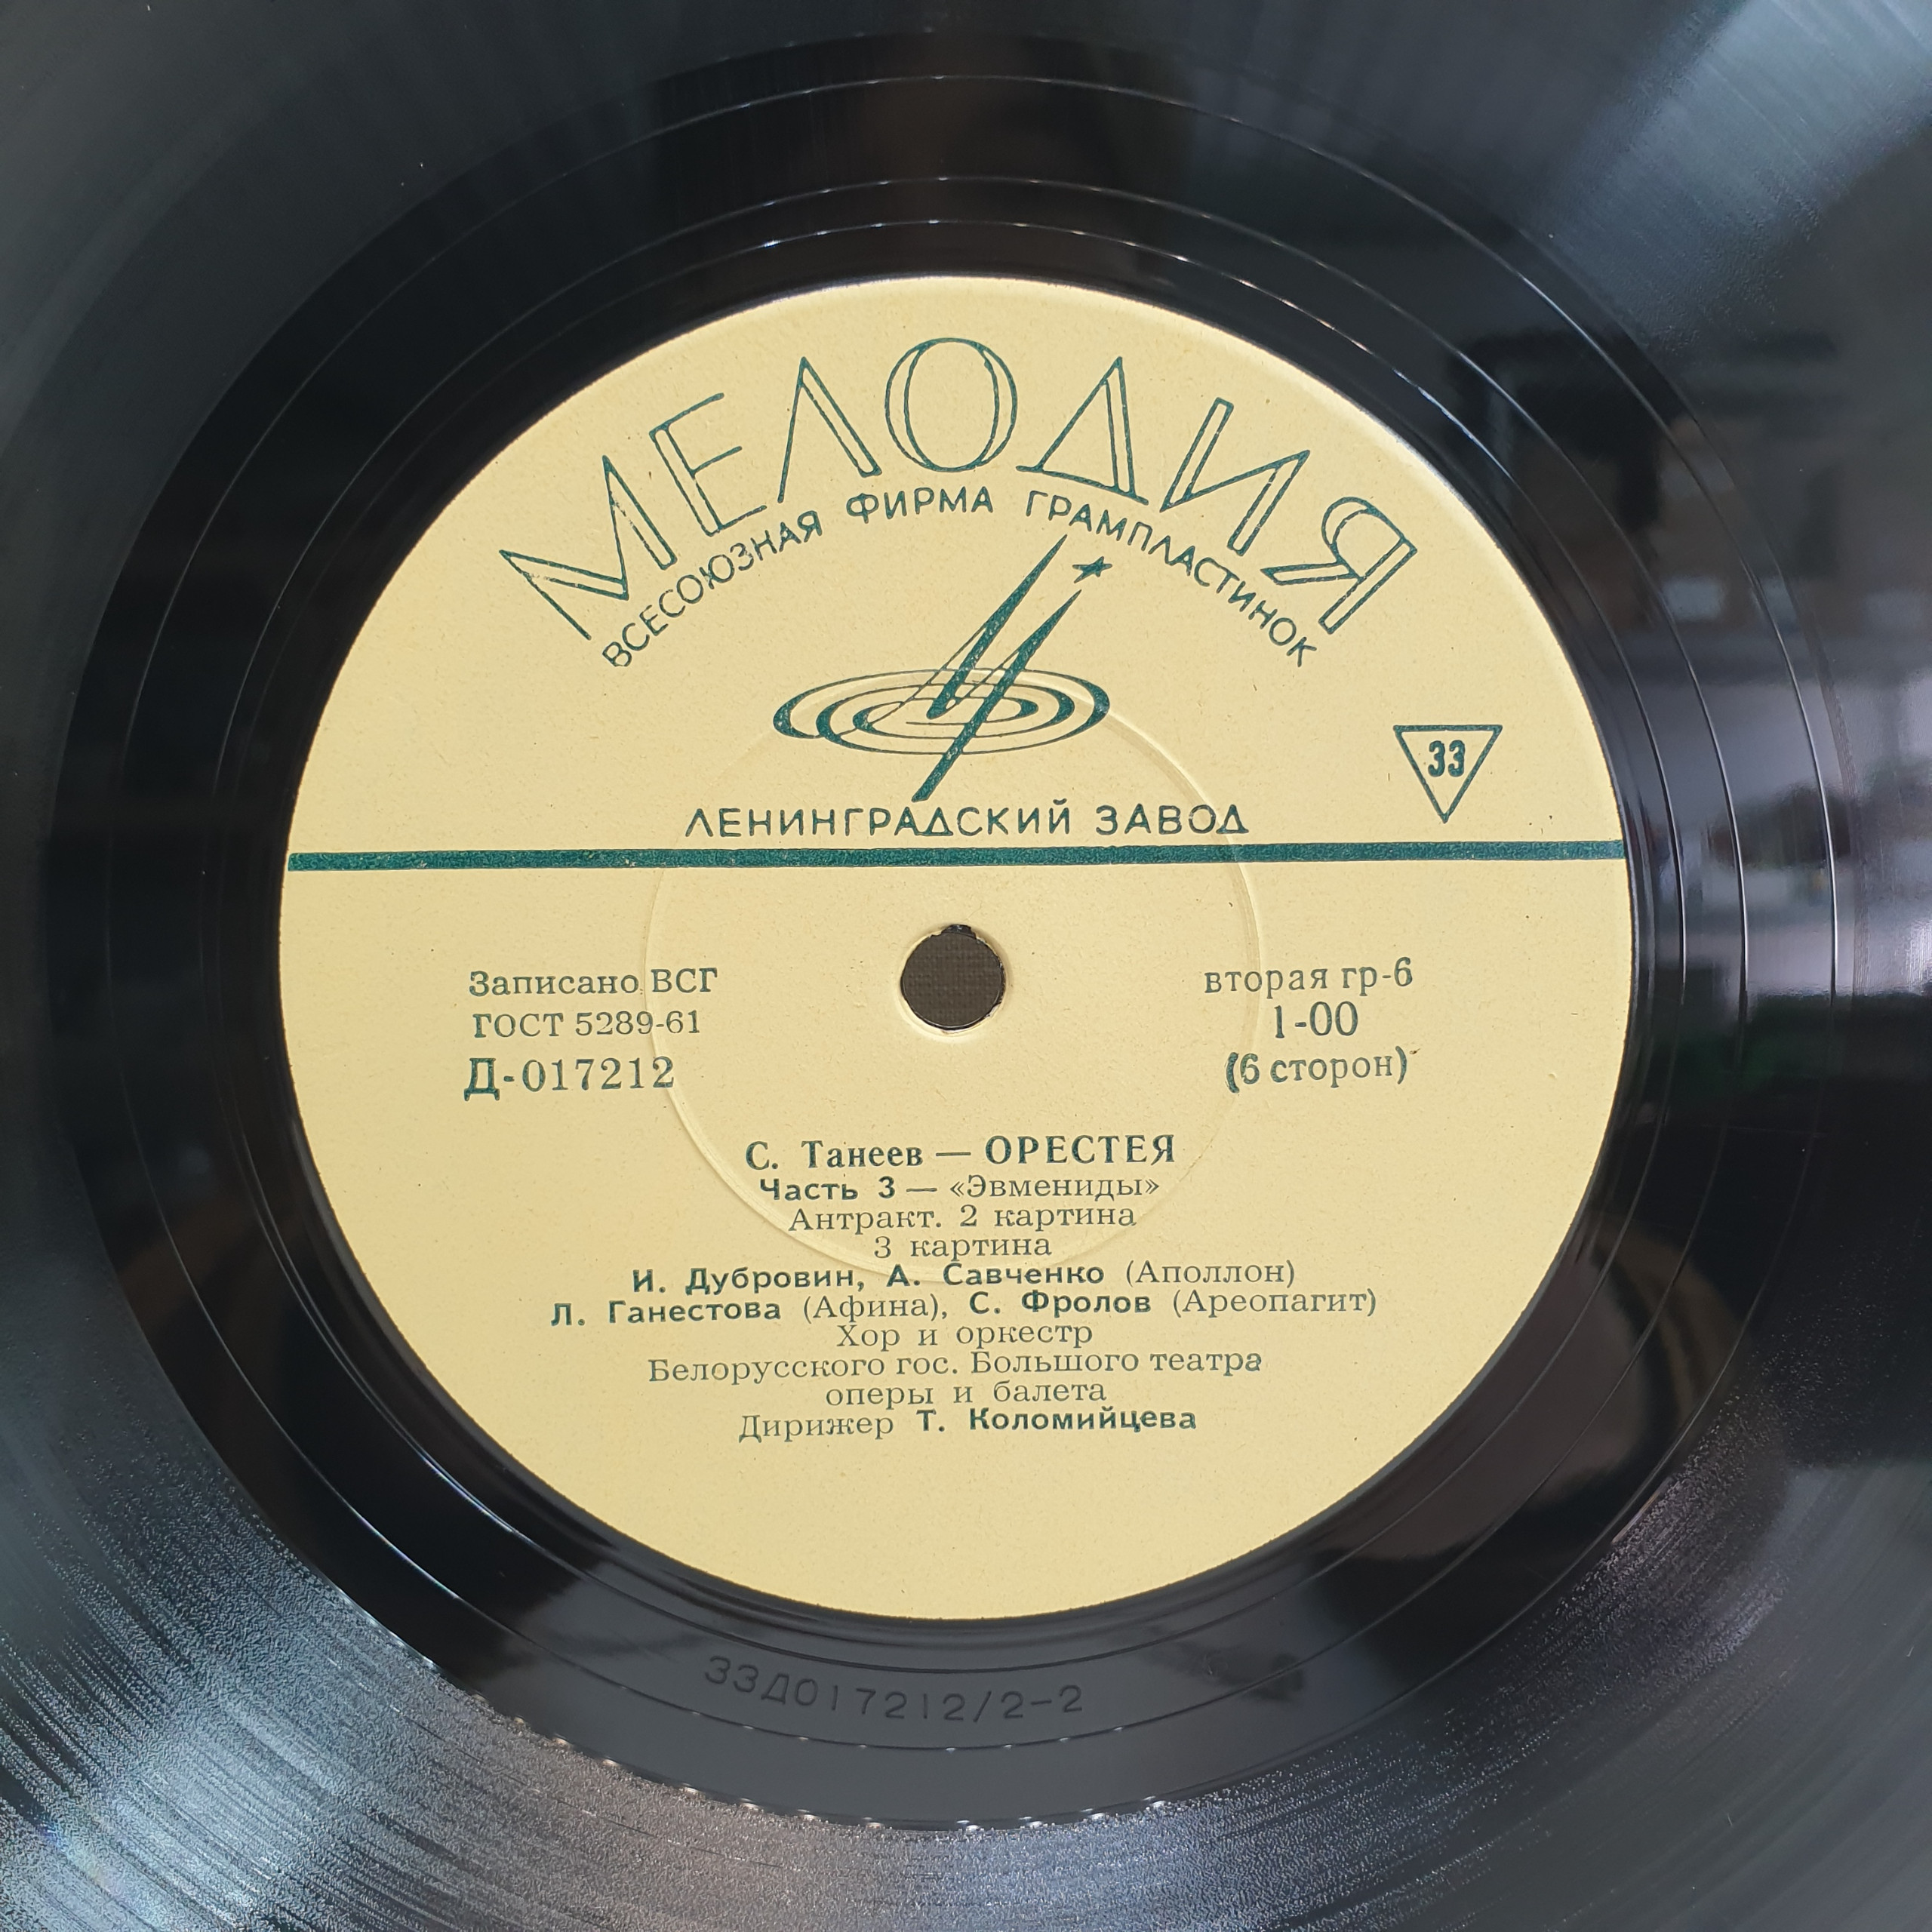 МЕЛОДИЯ
ВСЕСОЮЗНАЯ ФИРМА ГРАМПЛАСТИНОК
33
ЛЕНИНГРАДСКИЙ ЗАВОД
Записано ВСГ
ГОСТ 5289-61
Д-017212
вторая гр-6
1-00
(6 сторон)
С. Танеев — ОРЕСТЕЯ
Часть 3 — «Эвмениды»
Антракт. 2 картина
3 картина
И. Дубровин, А. Савченко (Аполлон)
Л. Ганестова (Афина), С. Фролов (Ареопагит)
Хор и оркестр
Белорусского гос. Большого театра
оперы и балета
Дирижер Т. Коломийцева
33Д017212/2-2